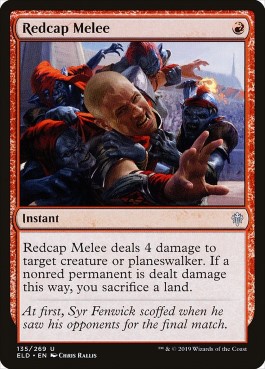 Redcap Melee
Instant
Redcap Melee deals 4 damage to
target creature or planeswalker. If a
nonred permanent is dealt damage
this way, you sacrifice a land.
At first, Syr Fenwick scoffed when he
saw his opponents for the final match.
135/269 U
ELD • EN Chris Rallis
™ & © 2019 Wizards of the Coast